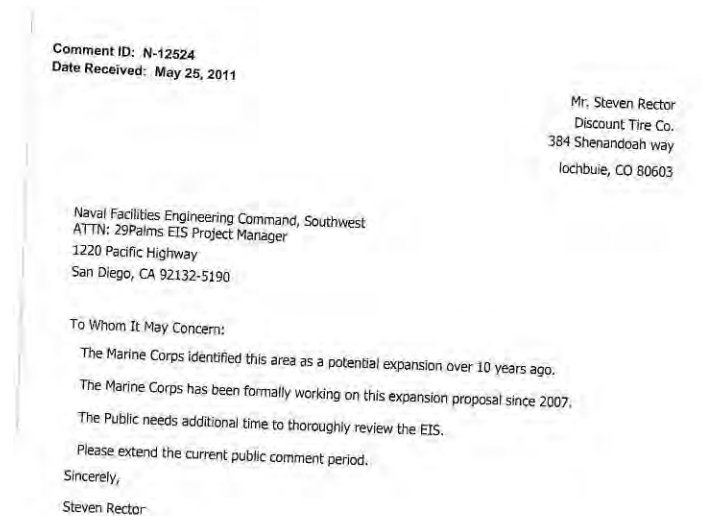 Comment ID: N-12524
Date Received: May 25, 2011
Mr. Steven Rector
Discount Tire Co.
384 Shenandoah way
lochbuie, CO 80603
Naval Facilities Engineering Command, Southwest
ATTN: 29Palms EIS Project Manager
1220 Pacific Highway
San Diego, CA 92132-5190
To Whom It May Concern:
The Marine Corps identified this area as a potential expansion over 10 years ago.
The Marine Corps has been formally working on this expansion proposal since 2007.
The Public needs additional time to thoroughly review the EIS.
Please extend the current public comment period.
Sincerely,
Steven Rector